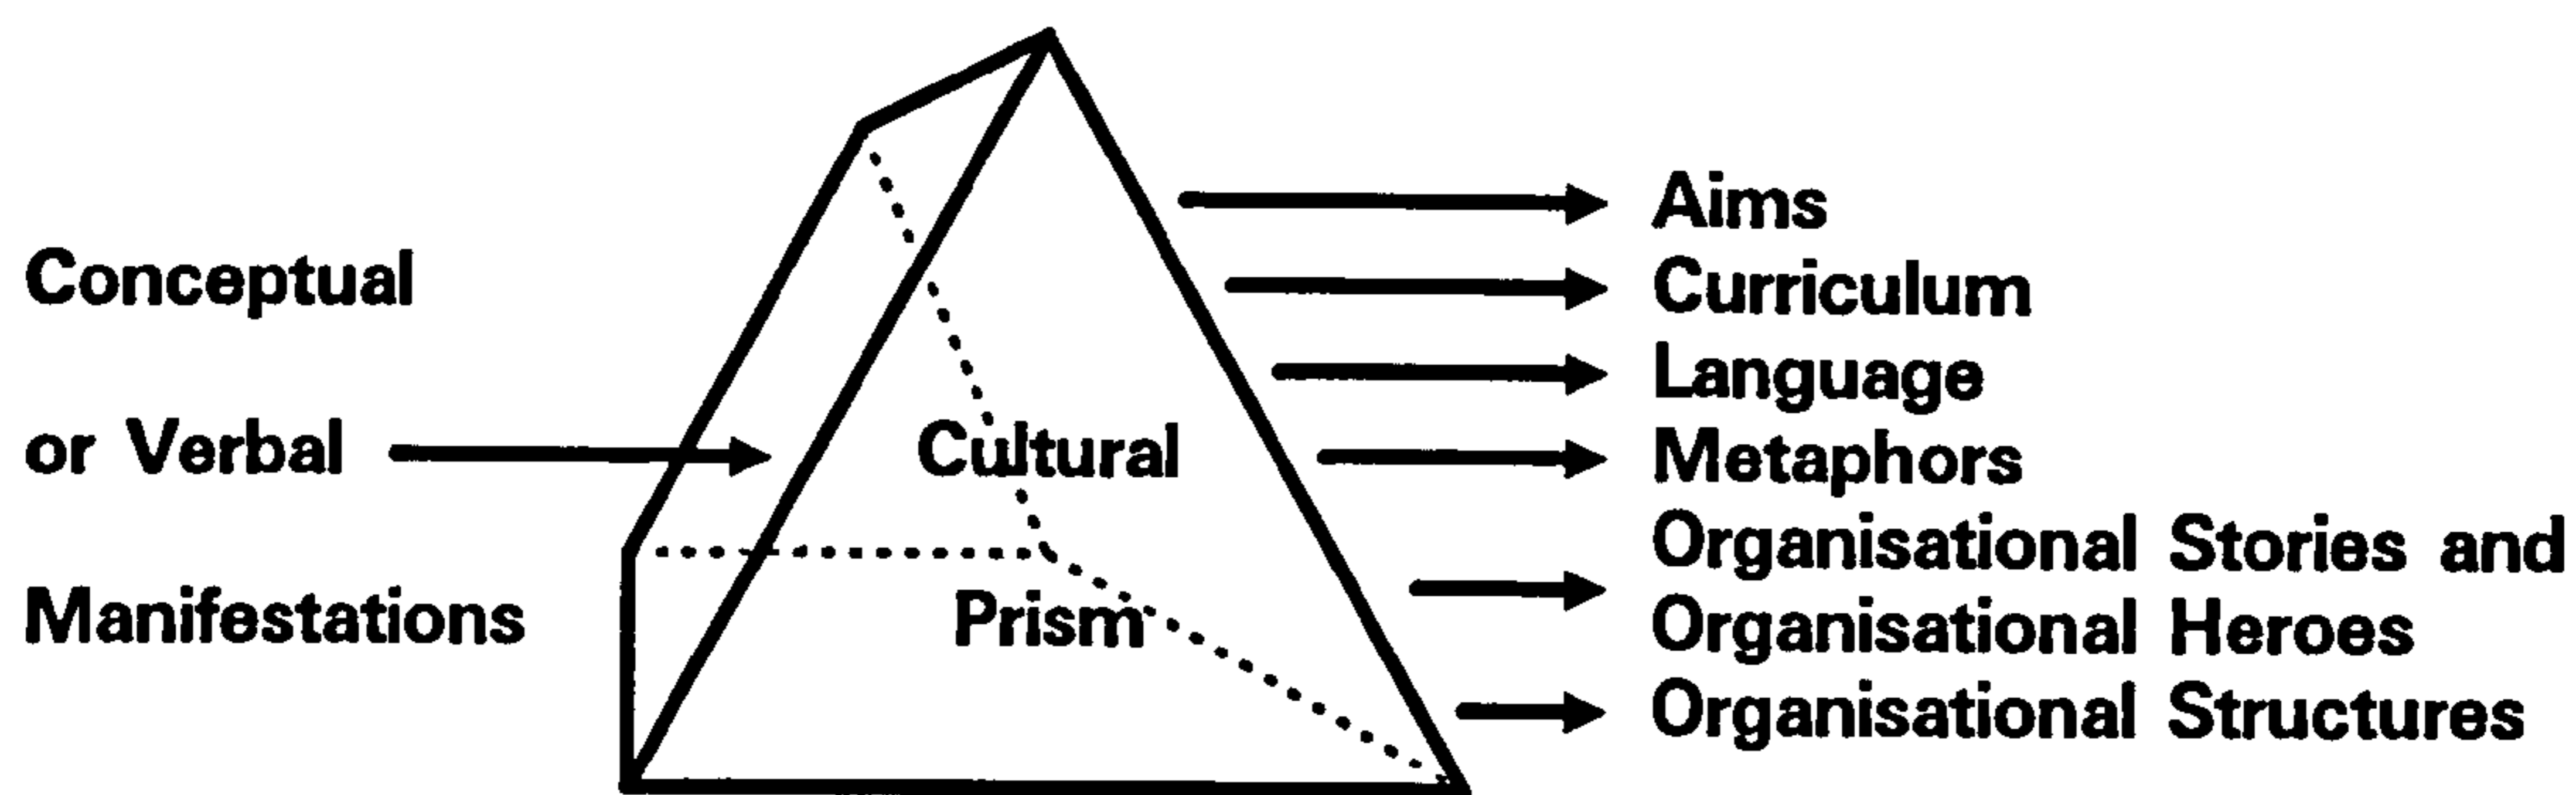 Conceptual
or Verbal
Manifestations
Cultural
Prism
Aims
Curriculum
Language
Metaphors
Organisational Stories and
Organisational Heroes
Organisational Structures